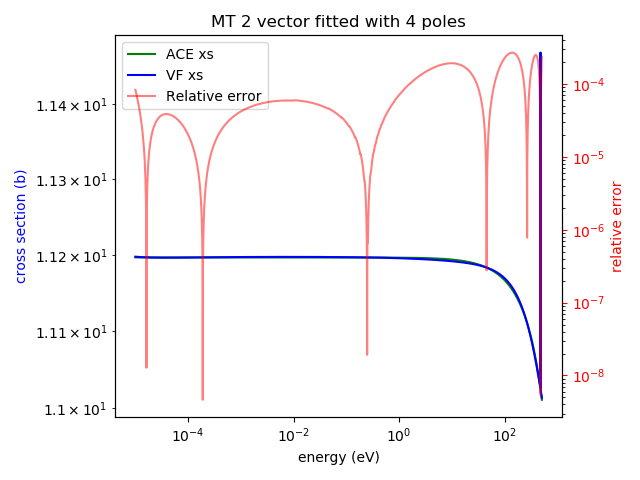 MT 2 vector fitted with 4 poles
ACE xs
VF xs
Relative error
cross section (b)
1.14 × 10¹
1.13 × 10¹
1.12 × 10¹
1.11 × 10¹
1.1 × 10¹
10⁻⁴
10⁻⁵
10⁻⁶
10⁻⁷
10⁻⁸
relative error
10⁻⁴ 10⁻² 10⁰ 10²
energy (eV)